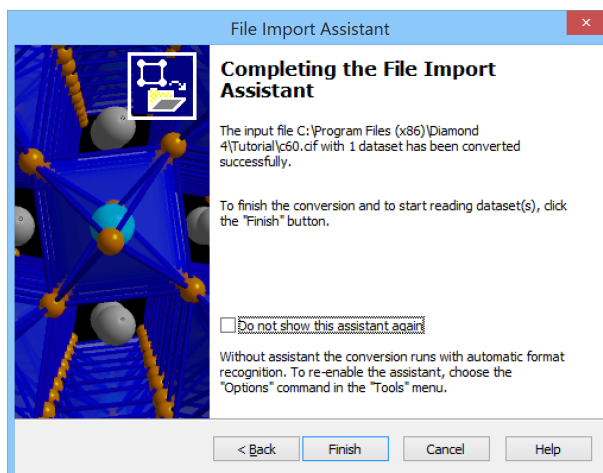 File Import Assistant
Completing the File Import
Assistant
The input file C:\Program Files (x86)\Diamond
4\Tutorial\c60.cif with 1 dataset has been converted
successfully.
To finish the conversion and to start reading dataset(s), click
the "Finish" button.
Do not show this assistant again
Without assistant the conversion runs with automatic format
recognition. To re-enable the assistant, choose the
"Options" command in the "Tools" menu.
< Back Finish Cancel Help